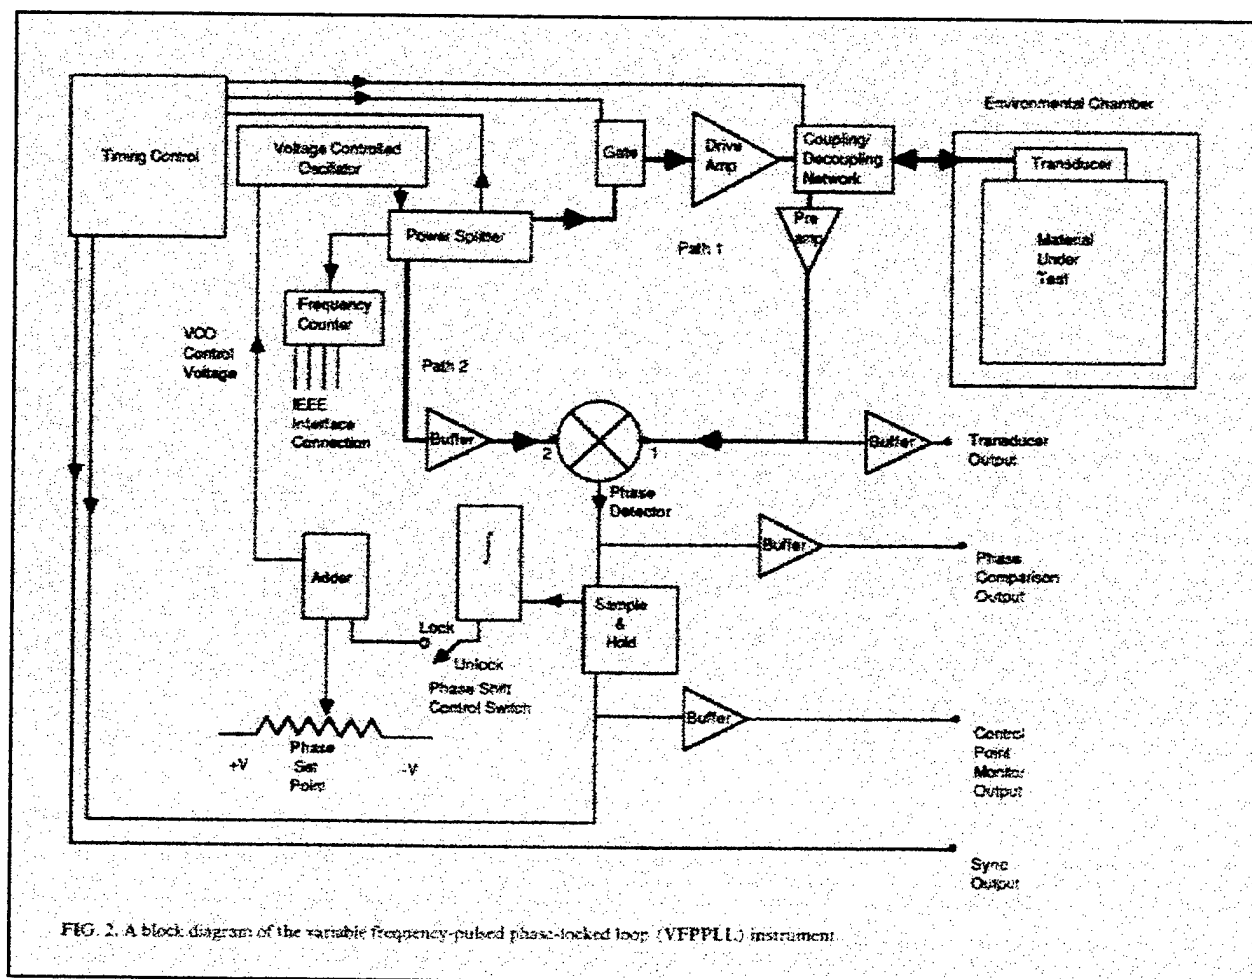 Environmental Chamber
Timing Control
Voltage Controlled
Oscillator
Gate
Drive
Amp
Coupling/
Decoupling
Network
Transducer
Power Splitter
Path 1
Pre
amp
Material
Under
Test
Frequency
Counter
VCO
Control
Voltage
Path 2
IEEE
Interface
Connection
Buffer
2
1
Buffer
Transducer
Output
Phase
Detector
∫
Buffer
Phase
Comparison
Output
Adder
Sample
&
Hold
Lock
Unlock
Phase Shift
Control Switch
Buffer
Control
Point
Monitor
Output
+V
Phase
Set
Point
-V
Sync
Output
FIG. 2. A block diagram of the variable frequency-pulsed phase-locked loop (VFPPLL) instrument